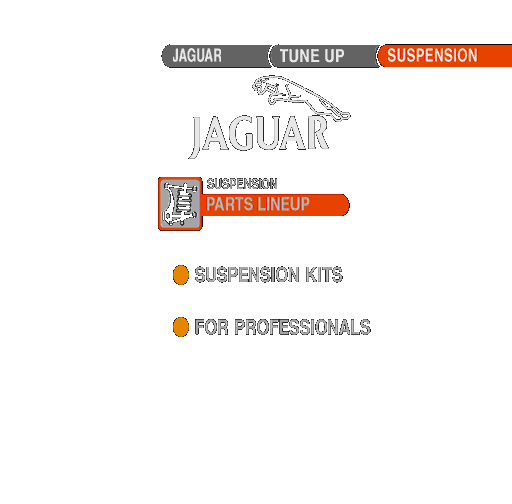 JAGUAR
TUNE UP
SUSPENSION
JAGUAR
SUSPENSION
PARTS LINEUP
SUSPENSION KITS
FOR PROFESSIONALS